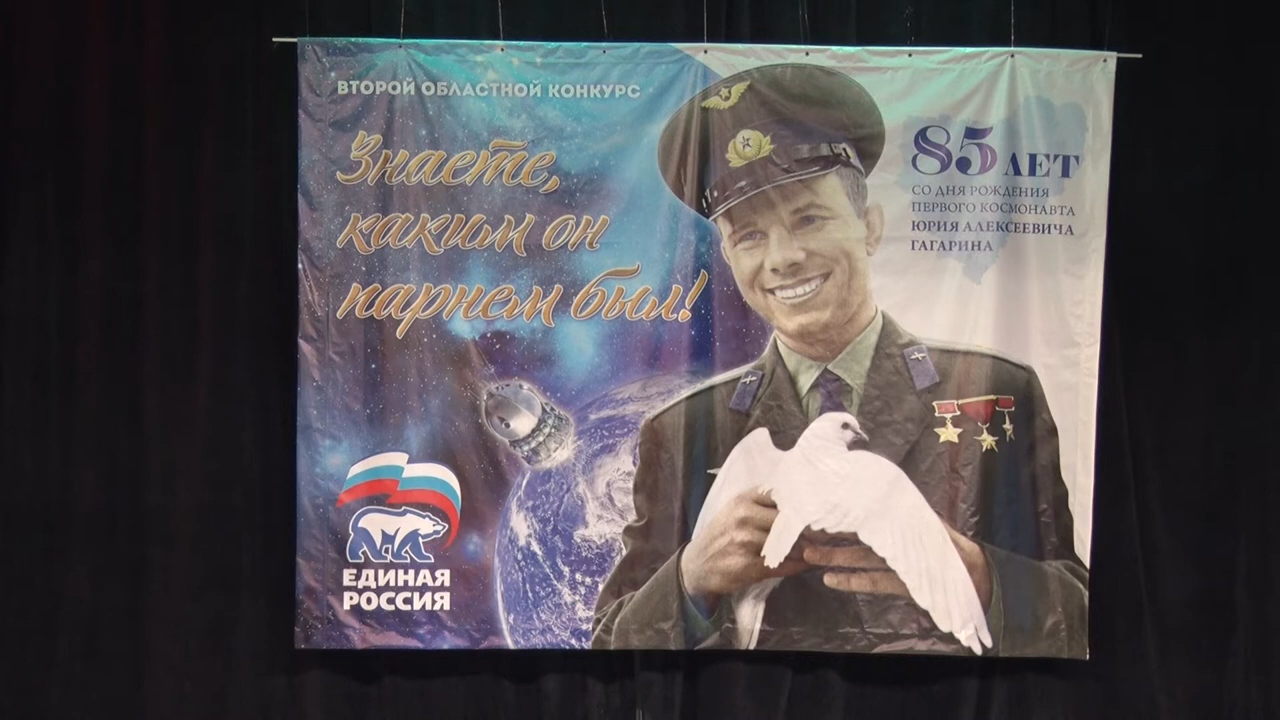 ВТОРОЙ ОБЛАСТНОЙ КОНКУРС
Знаете,
каким он
парнем был!
85 ЛЕТ
СО ДНЯ РОЖДЕНИЯ
ПЕРВОГО КОСМОНАВТА
ЮРИЯ АЛЕКСЕЕВИЧА
ГАГАРИНА
ЕДИНАЯ
РОССИЯ